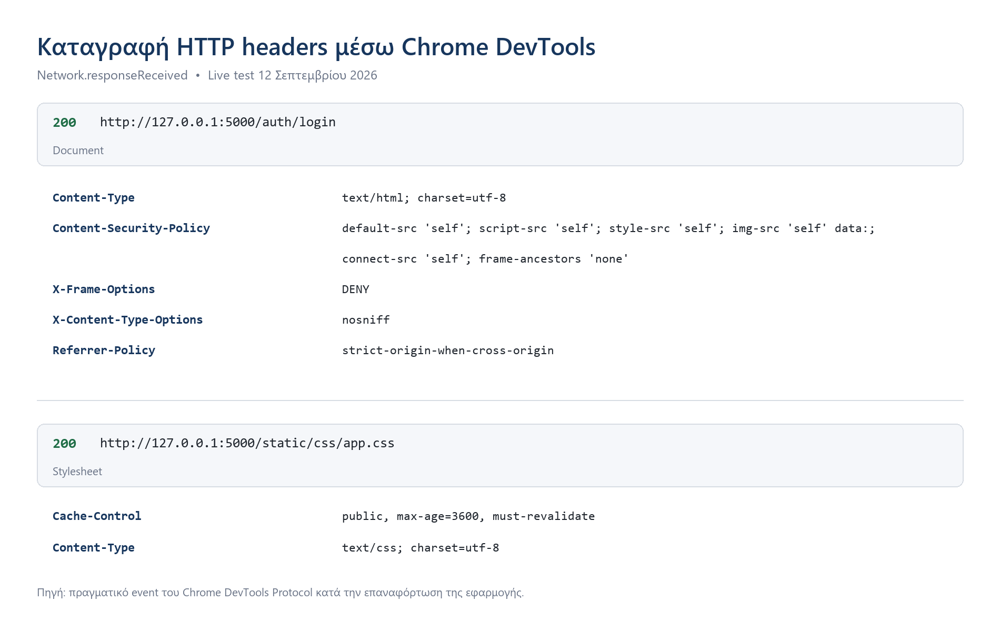 Καταγραφή HTTP headers μέσω Chrome DevTools
Network.responseReceived • Live test 12 Σεπτεμβρίου 2026
200 http://127.0.0.1:5000/auth/login
Document
Content-Type text/html; charset=utf-8
Content-Security-Policy default-src 'self'; script-src 'self'; style-src 'self'; img-src 'self' data:;
connect-src 'self'; frame-ancestors 'none'
X-Frame-Options DENY
X-Content-Type-Options nosniff
Referrer-Policy strict-origin-when-cross-origin
200 http://127.0.0.1:5000/static/css/app.css
Stylesheet
Cache-Control public, max-age=3600, must-revalidate
Content-Type text/css; charset=utf-8
Πηγή: πραγματικό event του Chrome DevTools Protocol κατά την επαναφόρτωση της εφαρμογής.